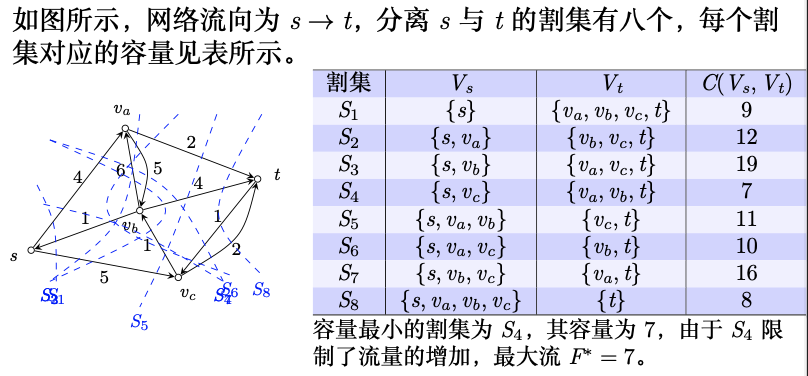 如图所示，网络流向为 s → t，分离 s 与 t 的割集有八个，每个割
集对应的容量见表所示。
割集 V_s V_t C(V_s, V_t)
S_1 {s} {v_a, v_b, v_c, t} 9
S_2 {s, v_a} {v_b, v_c, t} 12
S_3 {s, v_b} {v_a, v_c, t} 19
S_4 {s, v_c} {v_a, v_b, t} 7
S_5 {s, v_a, v_b} {v_c, t} 11
S_6 {s, v_a, v_c} {v_b, t} 10
S_7 {s, v_b, v_c} {v_a, t} 16
S_8 {s, v_a, v_b, v_c} {t} 8
容量最小的割集为 S_4，其容量为 7，由于 S_4 限
制了流量的增加，最大流 F* = 7。
v_a
2
6 5
4 4
t
1 v_b 1
s 1 2
5 v_c
S_6 S_8
S_5